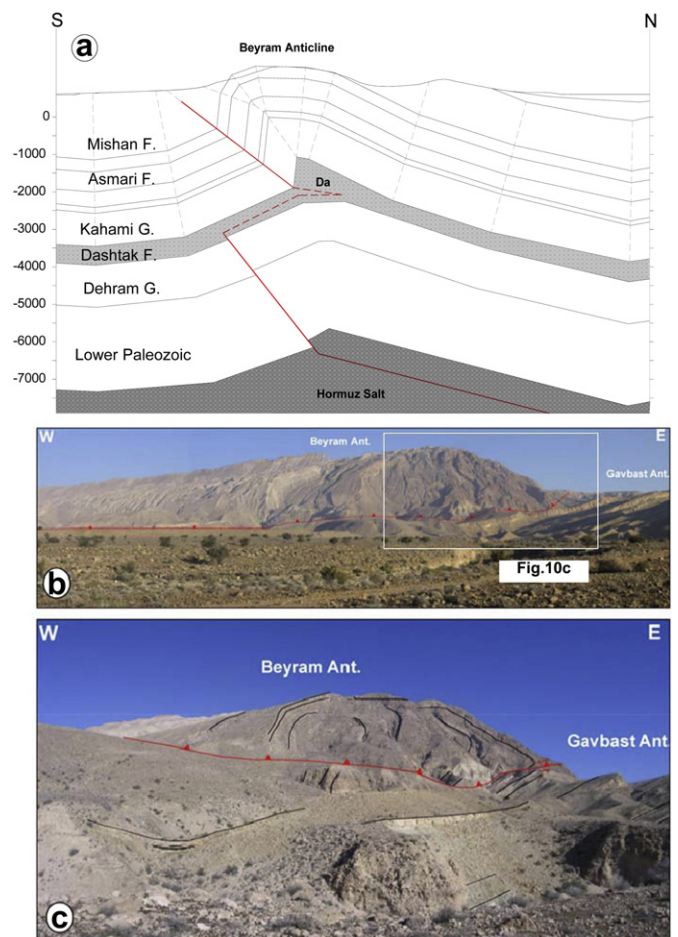 S N
a
Beyram Anticline
0
Mishan F.
-1000
Asmari F.
-2000
Da
-3000
Kahami G.
Dashtak F.
-4000
Dehram G.
-5000
-6000
Lower Paleozoic
-7000
Hormuz Salt
W E
Beyram Ant.
Gavbast Ant.
Fig.10c
b
W E
Beyram Ant.
Gavbast Ant.
c